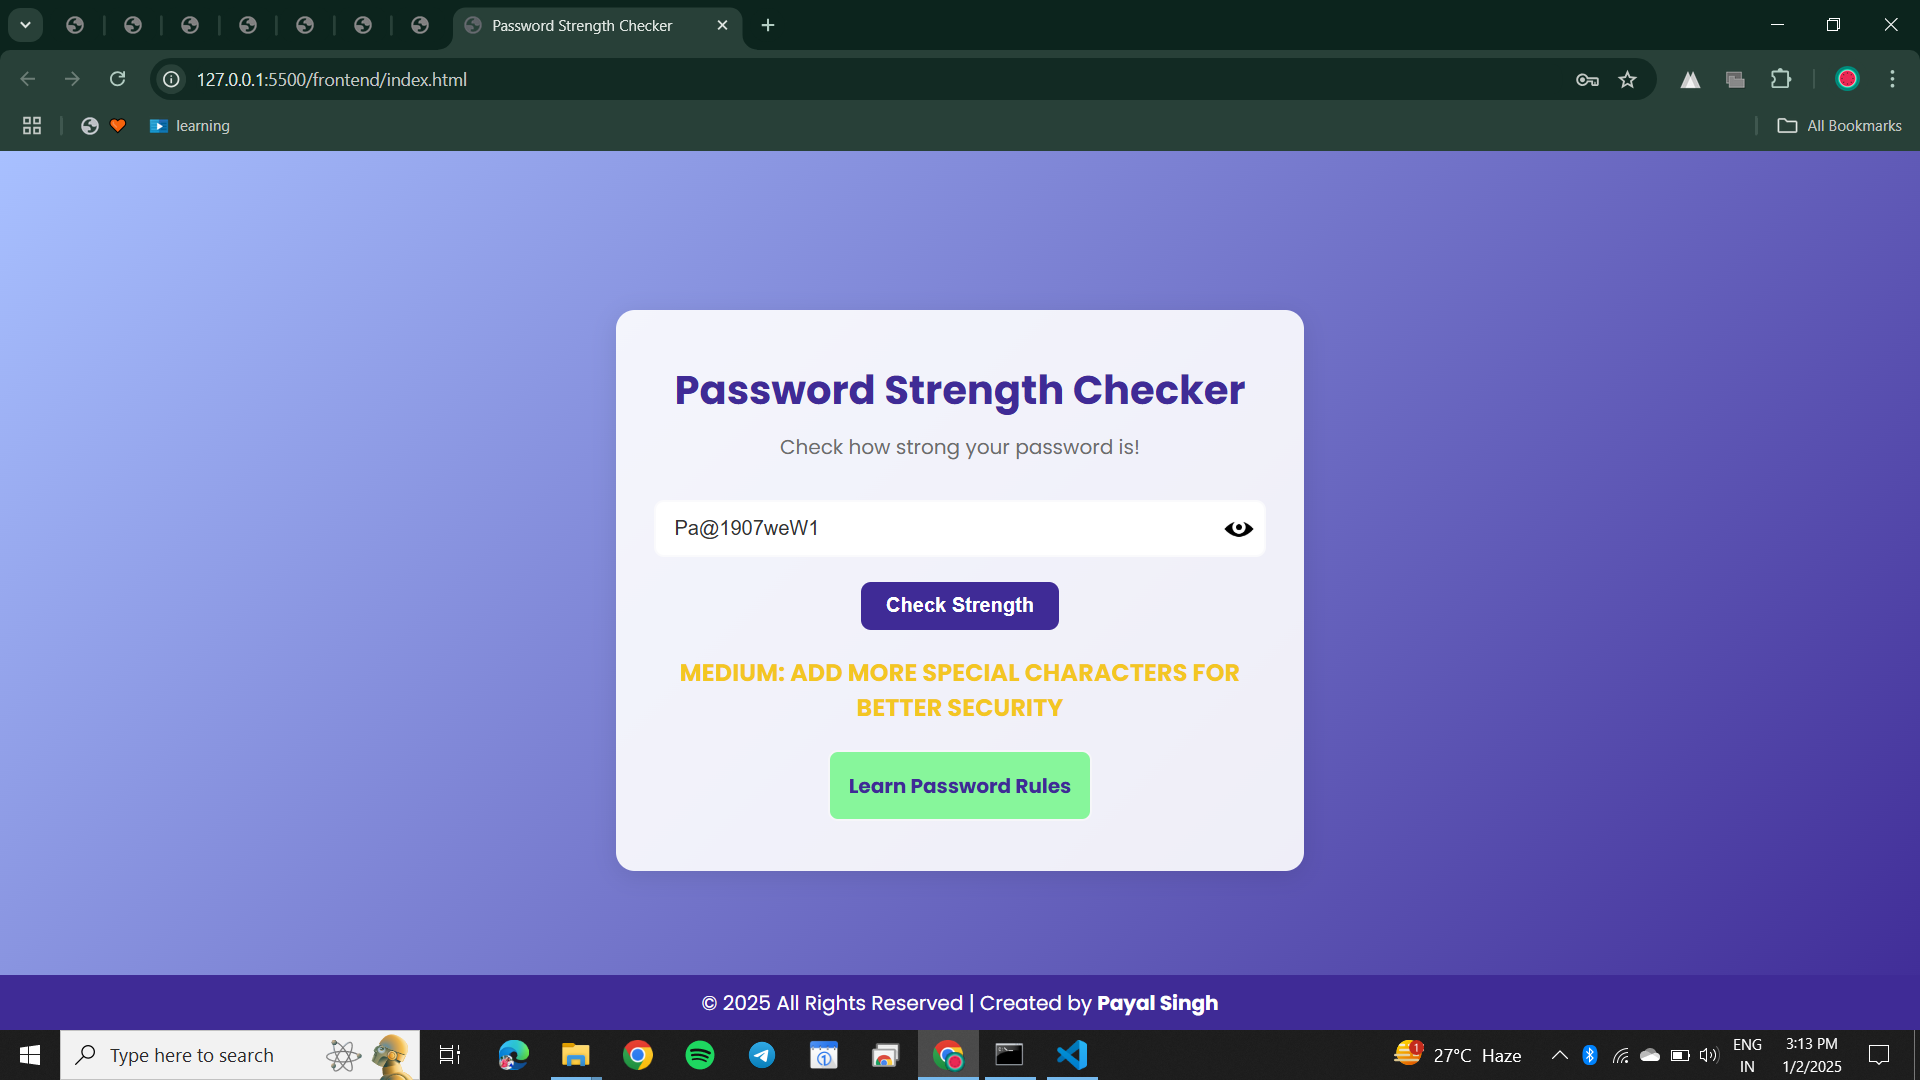 Password Strength Checker
127.0.0.1:5500/frontend/index.html
learning
All Bookmarks
Password Strength Checker
Check how strong your password is!
Pa@1907weW1
Check Strength
MEDIUM: ADD MORE SPECIAL CHARACTERS FOR
BETTER SECURITY
Learn Password Rules
© 2025 All Rights Reserved | Created by Payal Singh
Type here to search
1
1
27°C Haze
ENG
IN
3:13 PM
1/2/2025